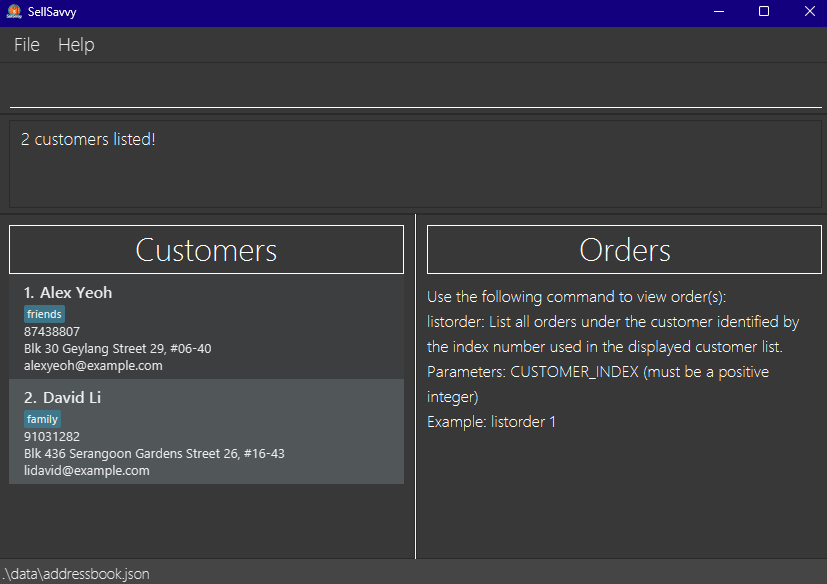 SellSavvy
File Help
2 customers listed!
Customers
1. Alex Yeoh
friends
87438807
Blk 30 Geylang Street 29, #06-40
alexyeoh@example.com
2. David Li
family
91031282
Blk 436 Serangoon Gardens Street 26, #16-43
lidavid@example.com
Orders
Use the following command to view order(s):
listorder: List all orders under the customer identified by
the index number used in the displayed customer list.
Parameters: CUSTOMER_INDEX (must be a positive
integer)
Example: listorder 1
.\data\addressbook.json